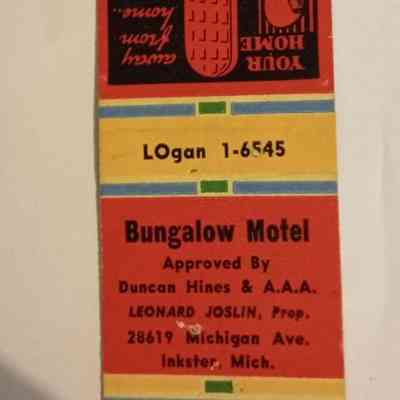 YOUR
HOME
away
from
home..
LOgan 1-6545
Bungalow Motel
Approved By
Duncan Hines & A.A.A.
LEONARD JOSLIN, Prop.
28619 Michigan Ave.
Inkster, Mich.